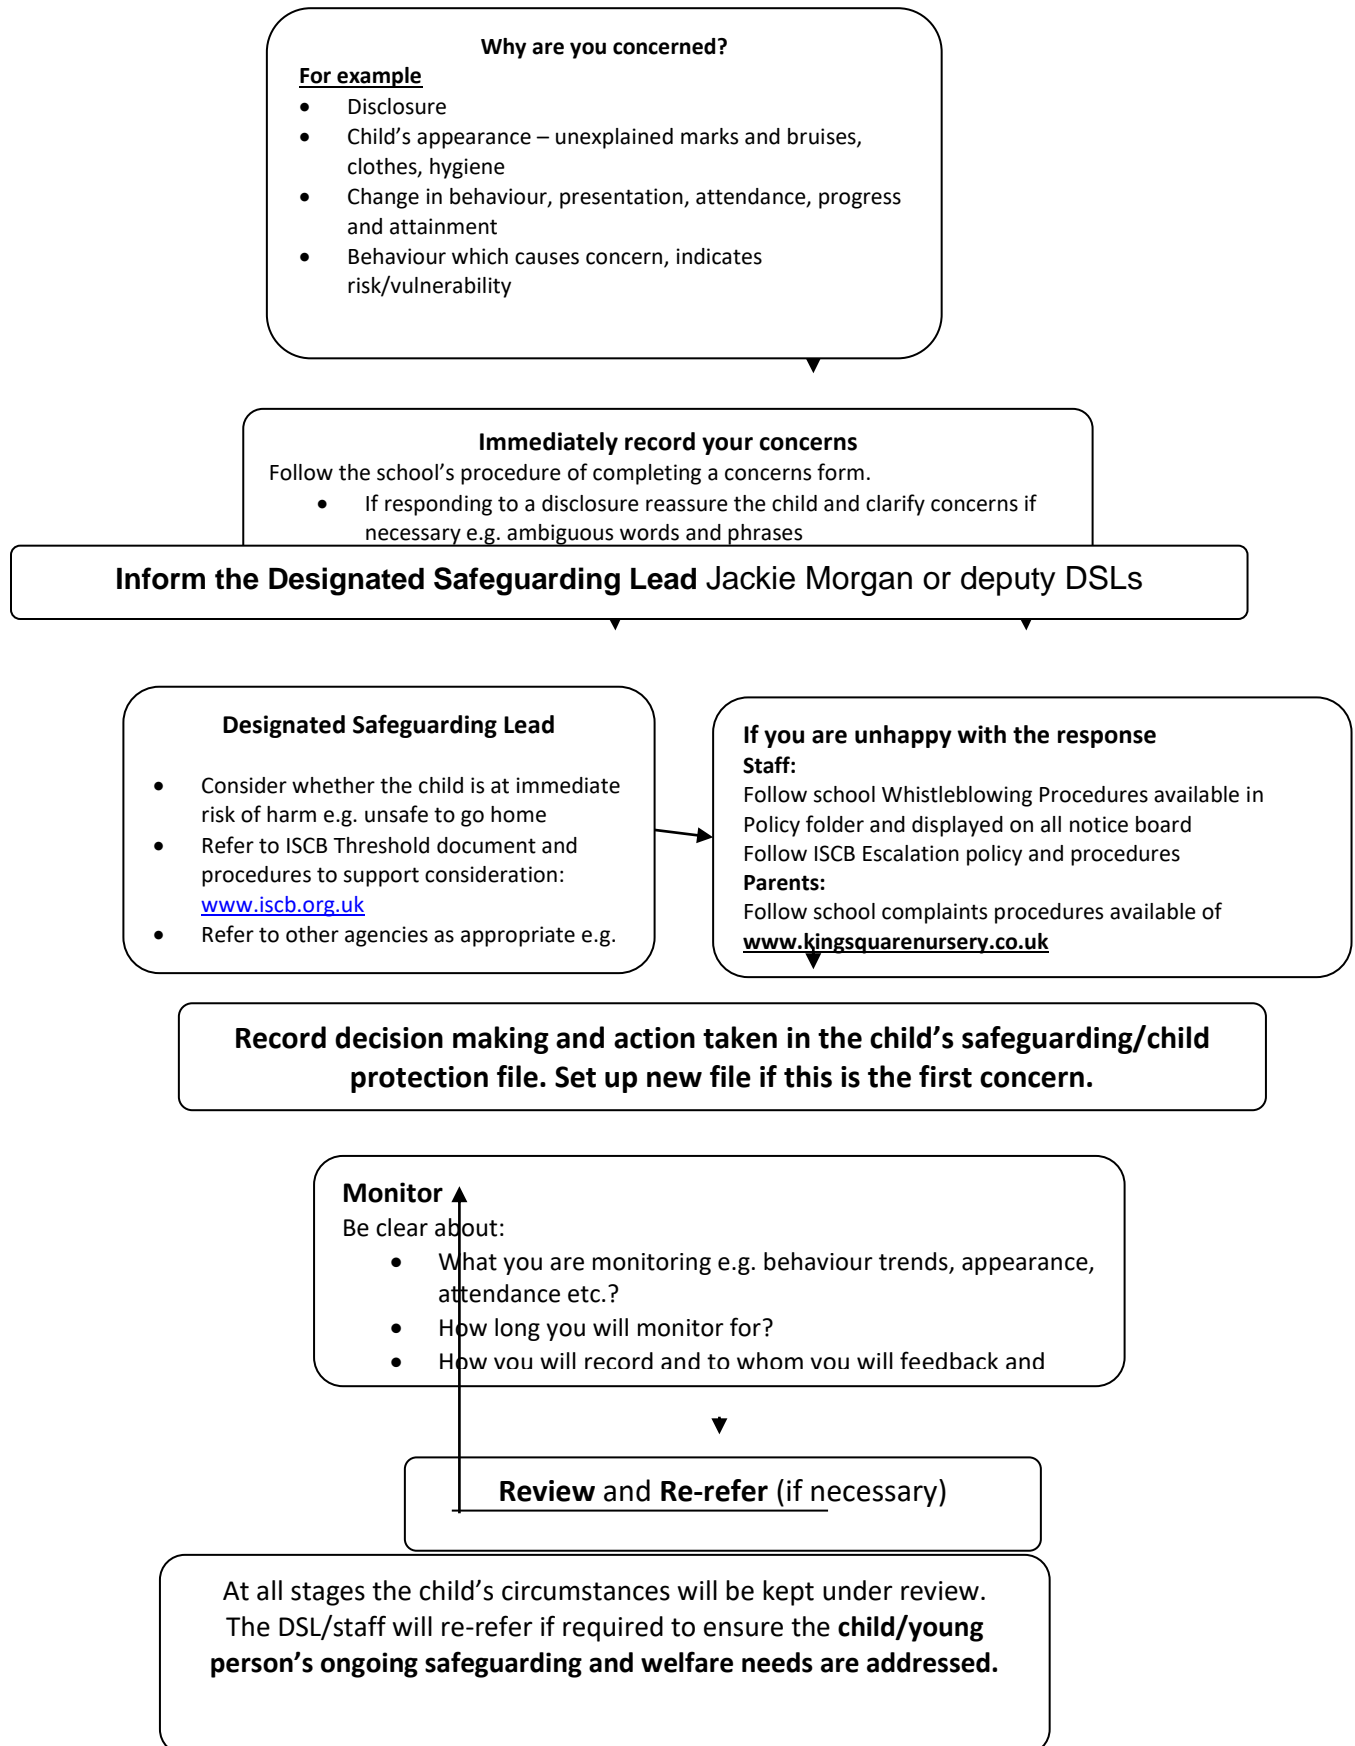 Why are you concerned?
For example
• Disclosure
• Child's appearance – unexplained marks and bruises,
clothes, hygiene
• Change in behaviour, presentation, attendance, progress
and attainment
• Behaviour which causes concern, indicates
risk/vulnerability
Immediately record your concerns
Follow the school's procedure of completing a concerns form.
• If responding to a disclosure reassure the child and clarify concerns if
necessary e.g. ambiguous words and phrases
Inform the Designated Safeguarding Lead Jackie Morgan or deputy DSLs
Designated Safeguarding Lead
• Consider whether the child is at immediate
risk of harm e.g. unsafe to go home
• Refer to ISCB Threshold document and
procedures to support consideration:
www.iscb.org.uk
• Refer to other agencies as appropriate e.g.
If you are unhappy with the response
Staff:
Follow school Whistleblowing Procedures available in
Policy folder and displayed on all notice board
Follow ISCB Escalation policy and procedures
Parents:
Follow school complaints procedures available of
www.kingsquarenursery.co.uk
Record decision making and action taken in the child's safeguarding/child
protection file. Set up new file if this is the first concern.
Monitor
Be clear about:
• What you are monitoring e.g. behaviour trends, appearance,
attendance etc.?
• How long you will monitor for?
• How you will record and to whom you will feedback and
Review and Re-refer (if necessary)
At all stages the child's circumstances will be kept under review.
The DSL/staff will re-refer if required to ensure the child/young
person's ongoing safeguarding and welfare needs are addressed.